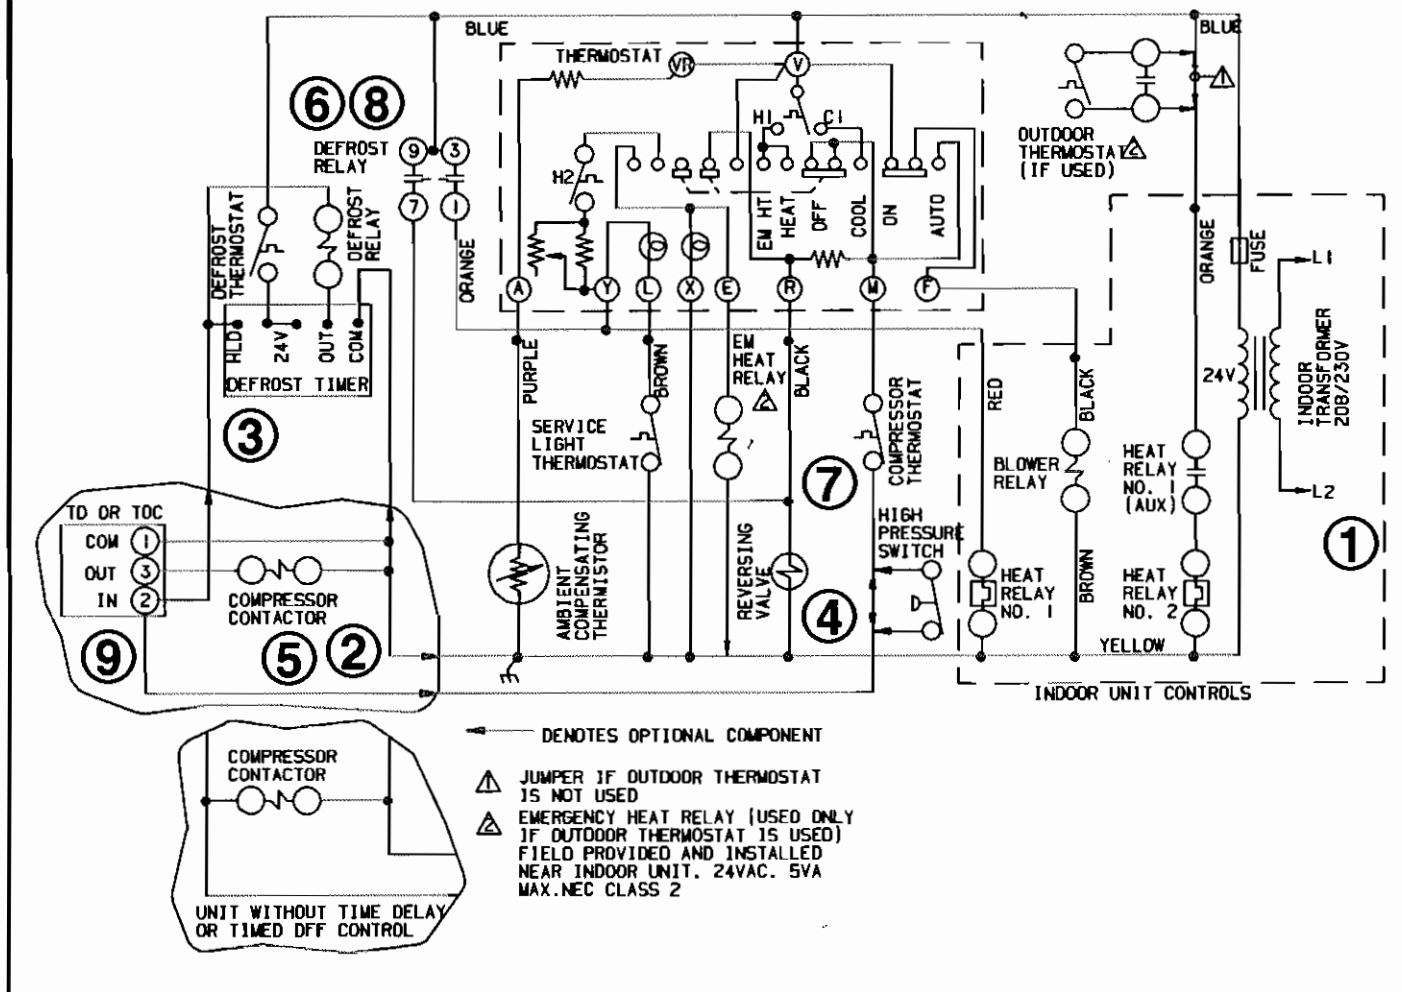 BLUE
BLUE
THERMOSTAT
VR
V
H1
C1
6
8
DEFROST
RELAY
9
3
7
1
ORANGE
H2
EM HT
HEAT
OFF
COOL
ON
AUTO
OUTDOOR
THERMOSTAT
(IF USED)
1
2
DEFROST
THERMOSTAT
DEFROST
RELAY
HLD
24V
OUT
COM
DEFROST TIMER
3
A
Y
L
X
E
R
M
F
PURPLE
BROWN
EM
HEAT
RELAY
2
BLACK
SERVICE
LIGHT
THERMOSTAT
COMPRESSOR
THERMOSTAT
7
RED
BLACK
BLOWER
RELAY
ORANGE
FUSE
L1
24V
INDOOR
TRANSFORMER
208/230V
HEAT
RELAY
NO. 1
(AUX)
L2
1
TD OR TOC
COM 1
OUT 3
IN 2
COMPRESSOR
CONTACTOR
9
5
2
AMBIENT
COMPENSATING
THERMISTOR
REVERSING
VALVE
4
HIGH
PRESSURE
SWITCH
HEAT
RELAY
NO. 1
BROWN
HEAT
RELAY
NO. 2
YELLOW
INDOOR UNIT CONTROLS
DENOTES OPTIONAL COMPONENT
1 JUMPER IF OUTDOOR THERMOSTAT
IS NOT USED
2 EMERGENCY HEAT RELAY (USED ONLY
IF OUTDOOR THERMOSTAT IS USED)
FIELD PROVIDED AND INSTALLED
NEAR INDOOR UNIT. 24VAC. 5VA
MAX.NEC CLASS 2
COMPRESSOR
CONTACTOR
UNIT WITHOUT TIME DELAY
OR TIMED OFF CONTROL